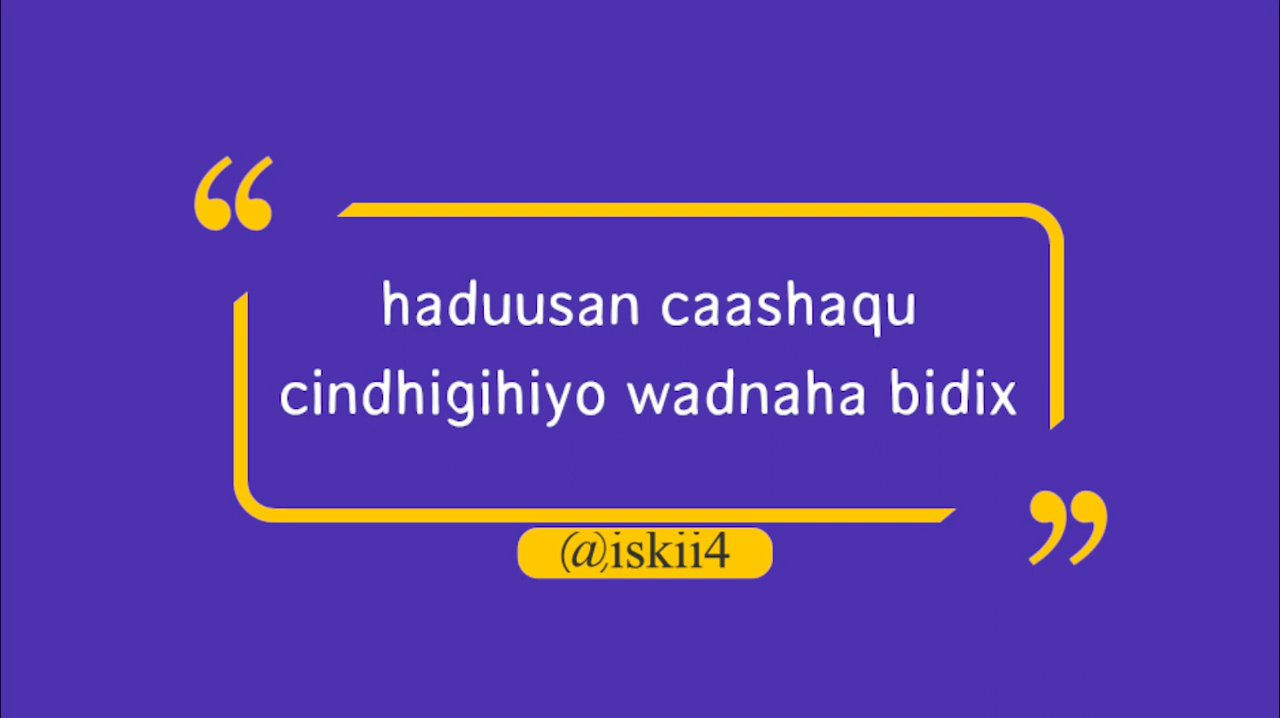 “
haduusan caashaqu
cindhigihiyo wadnaha bidix
”
@iskii4